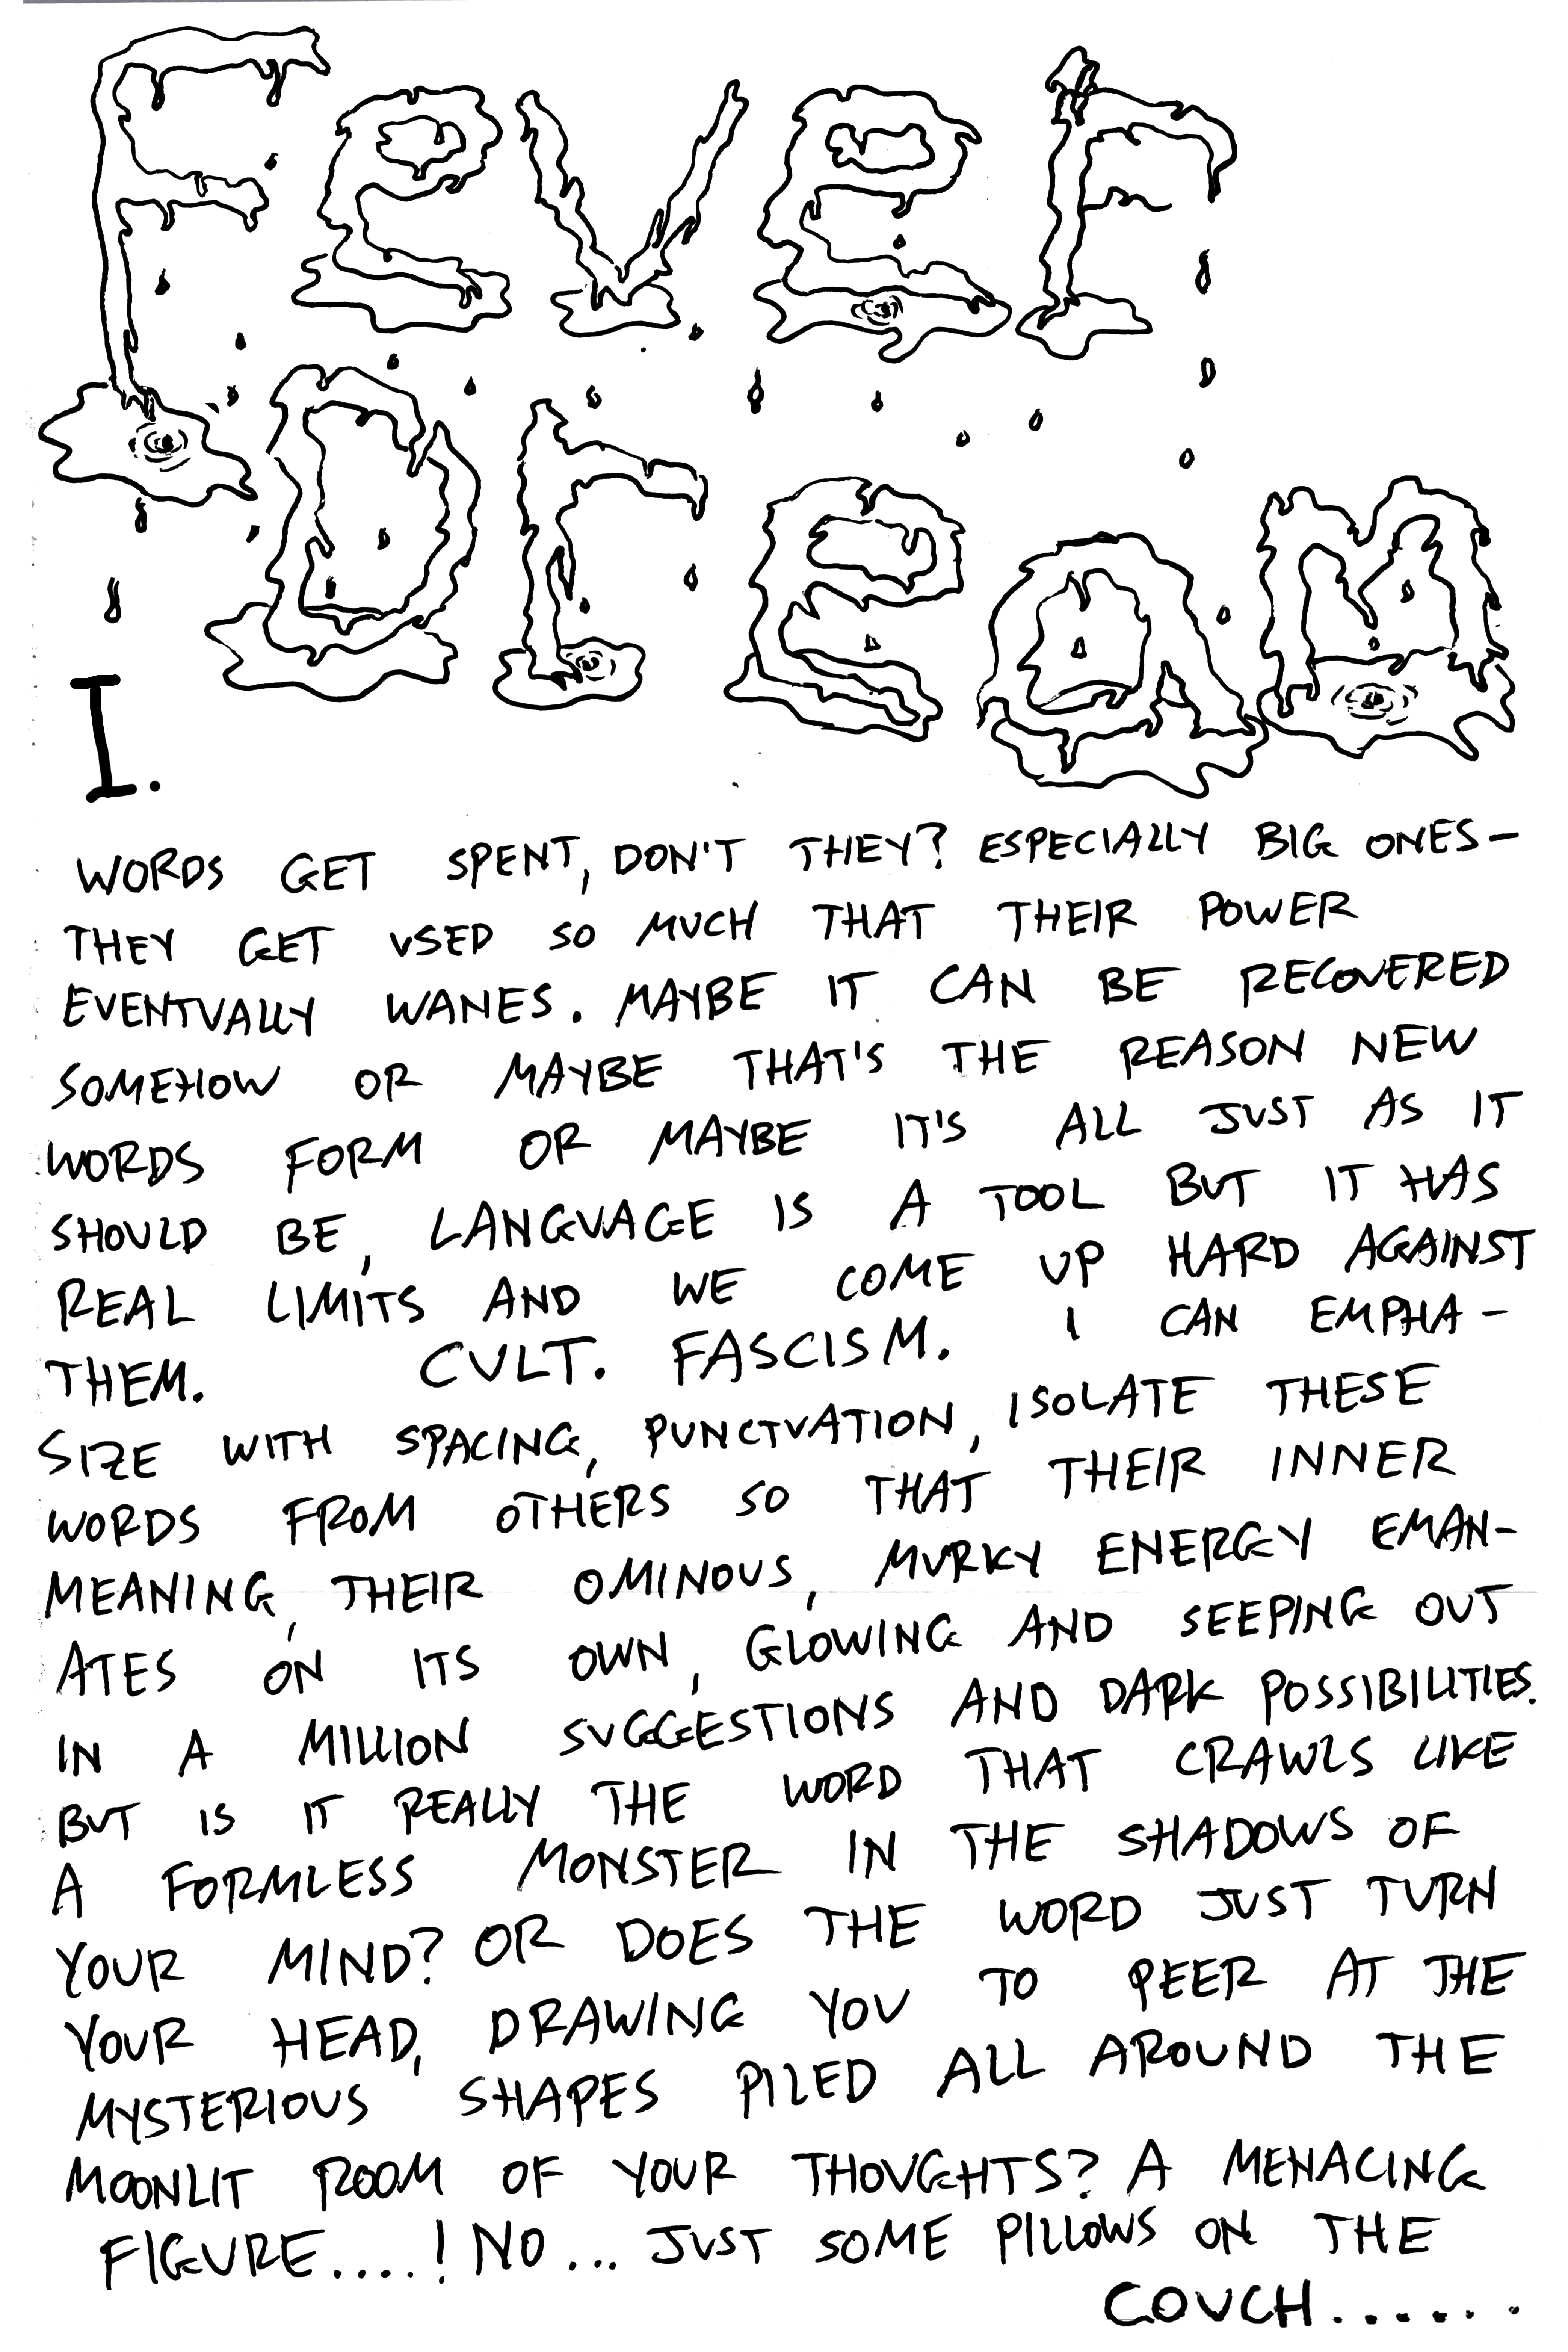 Fever
Dream
I.
WORDS GET SPENT, DON'T THEY? ESPECIALLY BIG ONES-
THEY GET USED SO MUCH THAT THEIR POWER
EVENTUALLY WANES. MAYBE IT CAN BE RECOVERED
SOMEHOW OR MAYBE THAT'S THE REASON NEW
WORDS FORM OR MAYBE IT'S ALL JUST AS IT
SHOULD BE, LANGUAGE IS A TOOL BUT IT HAS
REAL LIMITS AND WE COME UP HARD AGAINST
THEM. CULT. FASCISM. I CAN EMPHA-
SIZE WITH SPACING, PUNCTUATION, ISOLATE THESE
WORDS FROM OTHERS SO THAT THEIR INNER
MEANING, THEIR OMINOUS, MURKY ENERGY EMAN-
ATES ON ITS OWN, GLOWING AND SEEPING OUT
IN A MILLION SUGGESTIONS AND DARK POSSIBILITIES.
BUT IS IT REALLY THE WORD THAT CRAWLS LIKE
A FORMLESS MONSTER IN THE SHADOWS OF
YOUR MIND? OR DOES THE WORD JUST TURN
YOUR HEAD, DRAWING YOU TO PEER AT THE
MYSTERIOUS SHAPES PILED ALL AROUND THE
MOONLIT ROOM OF YOUR THOUGHTS? A MENACING
FIGURE....! NO... JUST SOME PILLOWS ON THE
COUCH......